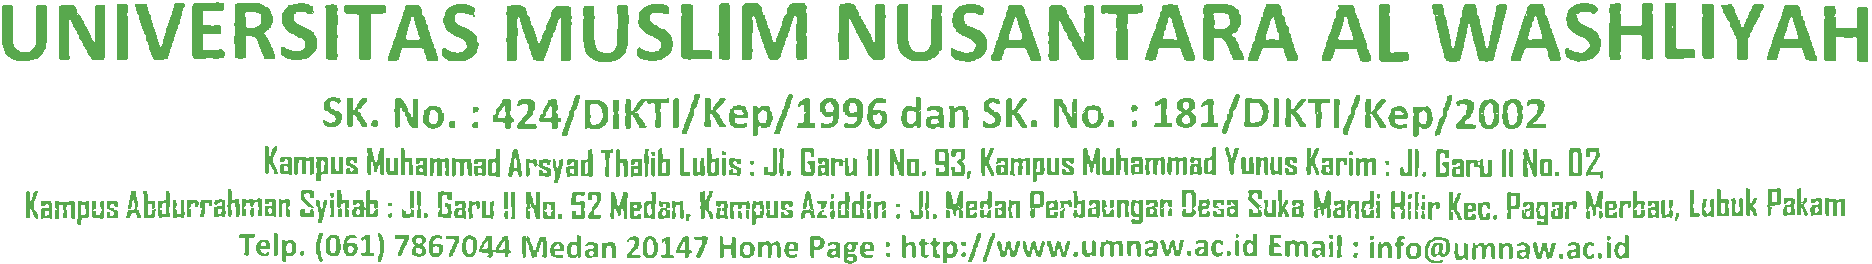 UNIVERSITAS MUSLIM NUSANTARA AL WASHLIYAH
SK. No. : 424/DIKTI/Kep/1996 dan SK. No. : 181/DIKTI/Kep/2002
Kampus Muhammad Arsyad Thalib Lubis : Jl. Garu II No. 93, Kampus Muhammad Yunus Karim : Jl. Garu II No. 02,
Kampus Abdurrahman Syihab : Jl. Garu II No. 52 Medan, Kampus Aziddin : Jl. Medan Perbaungan Desa Suka Mandi Hilir Kec. Pagar Merbau, Lubuk Pakam
Telp. (061) 7867044 Medan 20147 Home Page : http://www.umnaw.ac.id Email : info@umnaw.ac.id